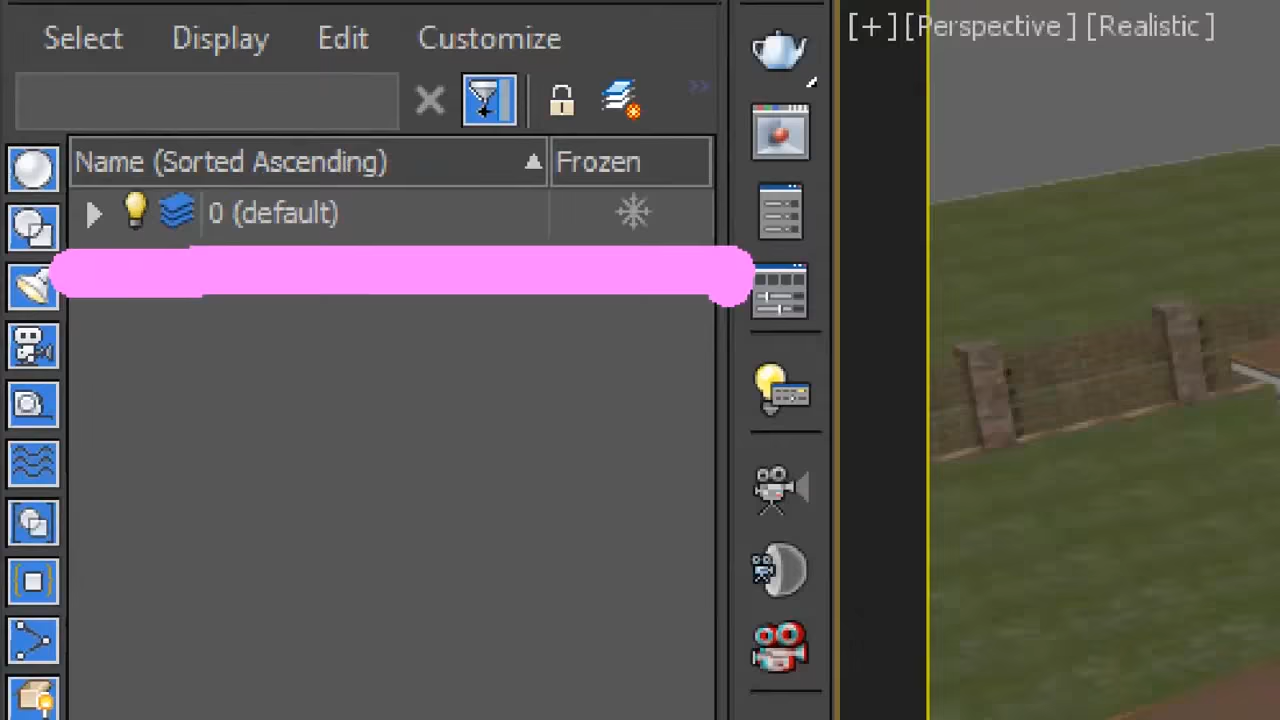 Select Display Edit Customize
[+] [Perspective] [Realistic]
Name (Sorted Ascending) Frozen
0 (default)